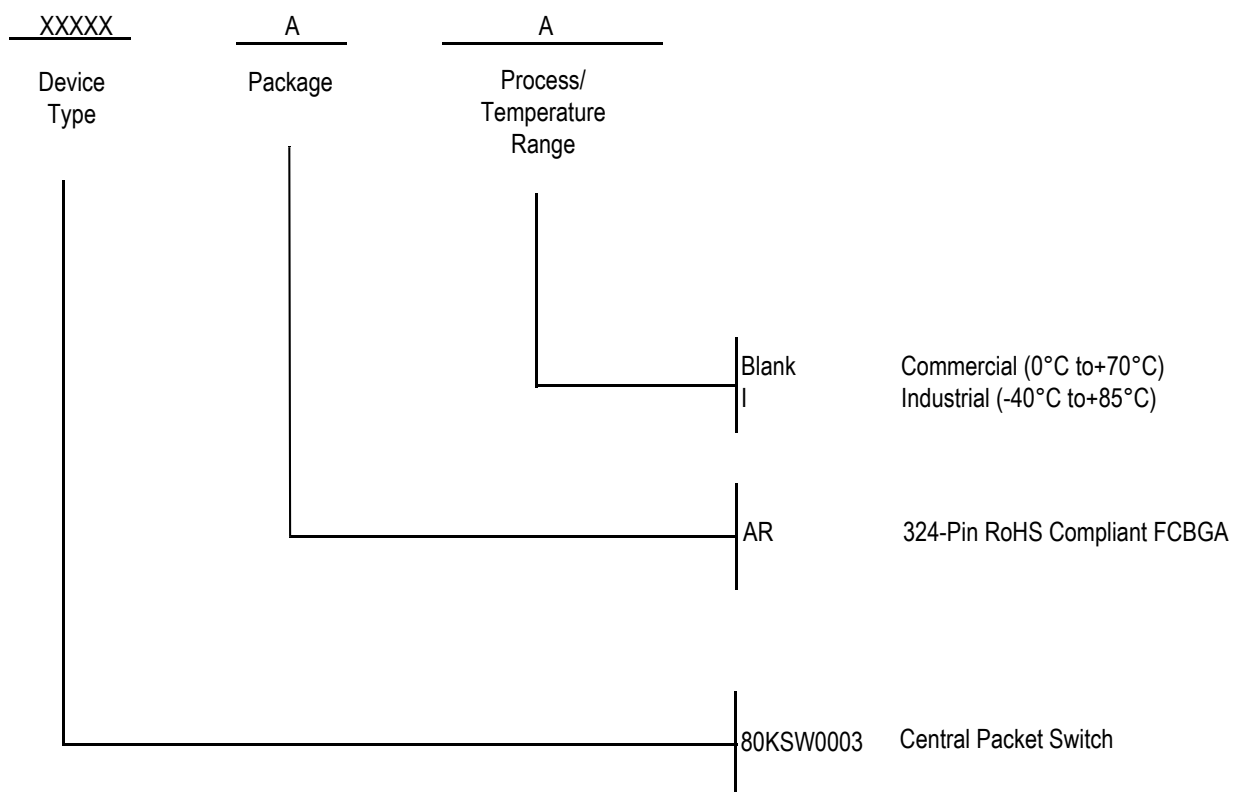 XXXXX A A
Device Type
Package
Process/
Temperature
Range
Blank Commercial (0°C to+70°C)
I Industrial (-40°C to+85°C)
AR 324-Pin RoHS Compliant FCBGA
80KSW0003 Central Packet Switch